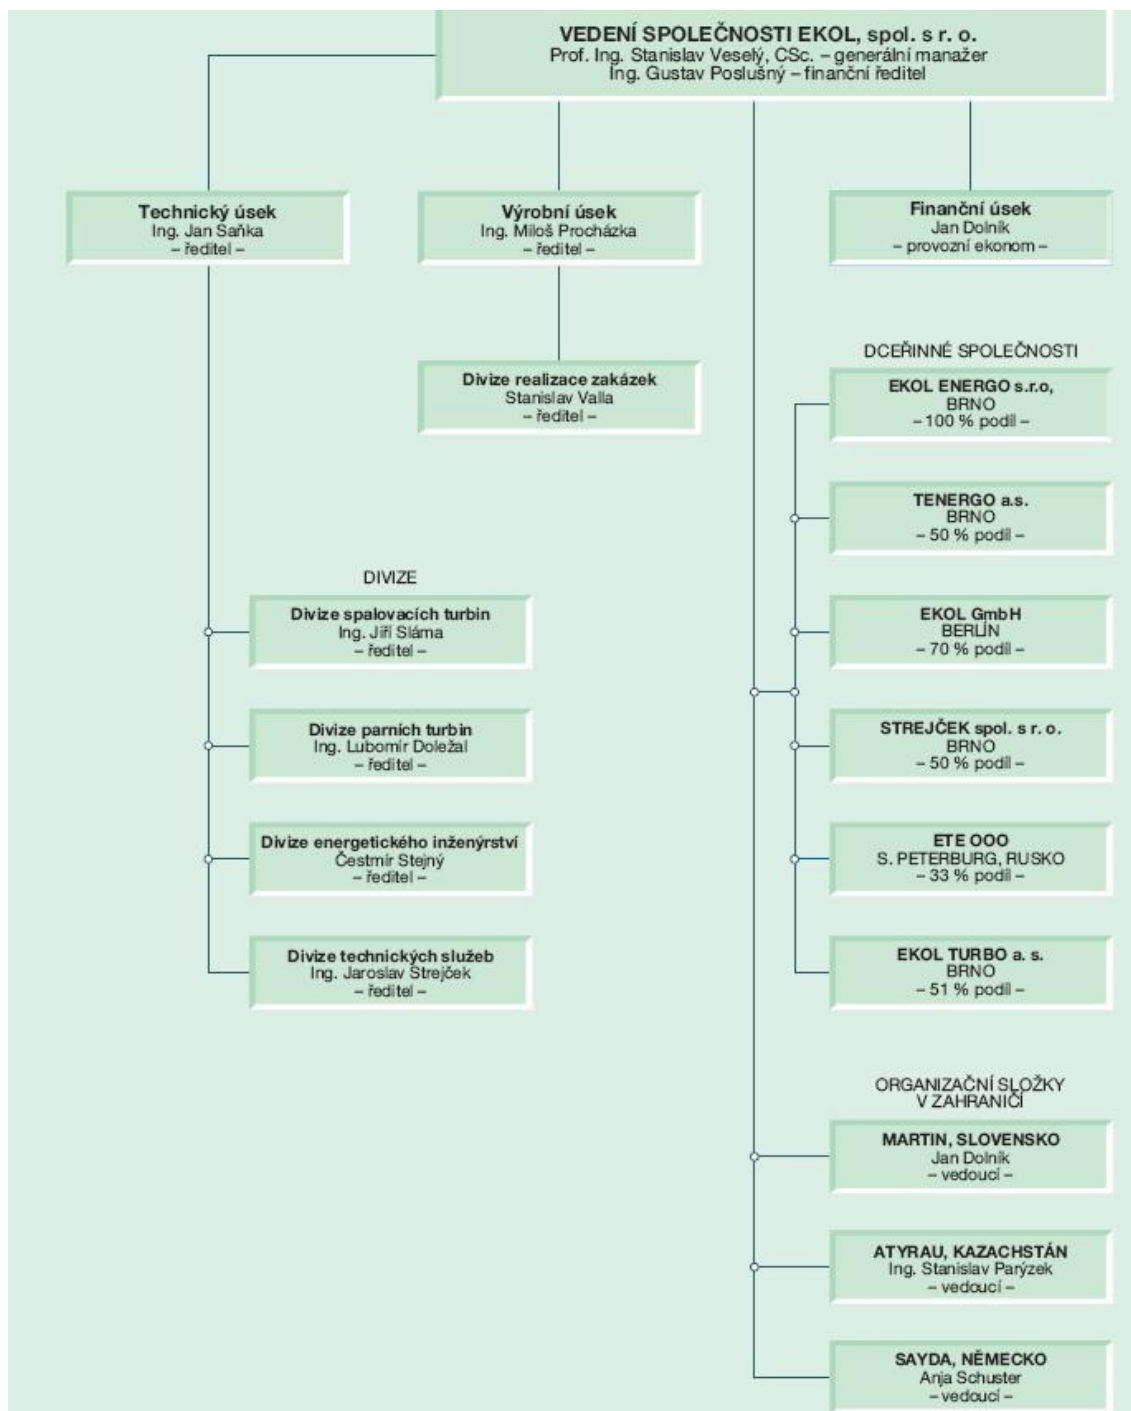 VEDENÍ SPOLEČNOSTI EKOL, spol. s r. o.
Prof. Ing. Stanislav Veselý, CSc. – generální manažer
Ing. Gustav Poslušný – finanční ředitel
Technický úsek
Ing. Jan Saňka
– ředitel –
Výrobní úsek
Ing. Miloš Procházka
– ředitel –
Finanční úsek
Jan Dolník
– provozní ekonom –
Divize realizace zakázek
Stanislav Valla
– ředitel –
DIVIZE
Divize spalovacích turbin
Ing. Jiří Sláma
– ředitel –
Divize parních turbin
Ing. Lubomír Doležal
– ředitel –
Divize energetického inženýrství
Čestmír Stejný
– ředitel –
Divize technických služeb
Ing. Jaroslav Strejček
– ředitel –
DCEŘINNÉ SPOLEČNOSTI
EKOL ENERGO s.r.o,
BRNO
– 100 % podíl –
TENERGO a.s.
BRNO
– 50 % podíl –
EKOL GmbH
BERLÍN
– 70 % podíl –
STREJČEK spol. s r. o.
BRNO
– 50 % podíl –
ETE OOO
S. PETERBURG, RUSKO
– 33 % podíl –
EKOL TURBO a. s.
BRNO
– 51 % podíl –
ORGANIZAČNÍ SLOŽKY
V ZAHRANIČÍ
MARTIN, SLOVENSKO
Jan Dolník
– vedoucí –
ATYRAU, KAZACHSTÁN
Ing. Stanislav Parýzek
– vedoucí –
SAYDA, NĚMECKO
Anja Schuster
– vedoucí –